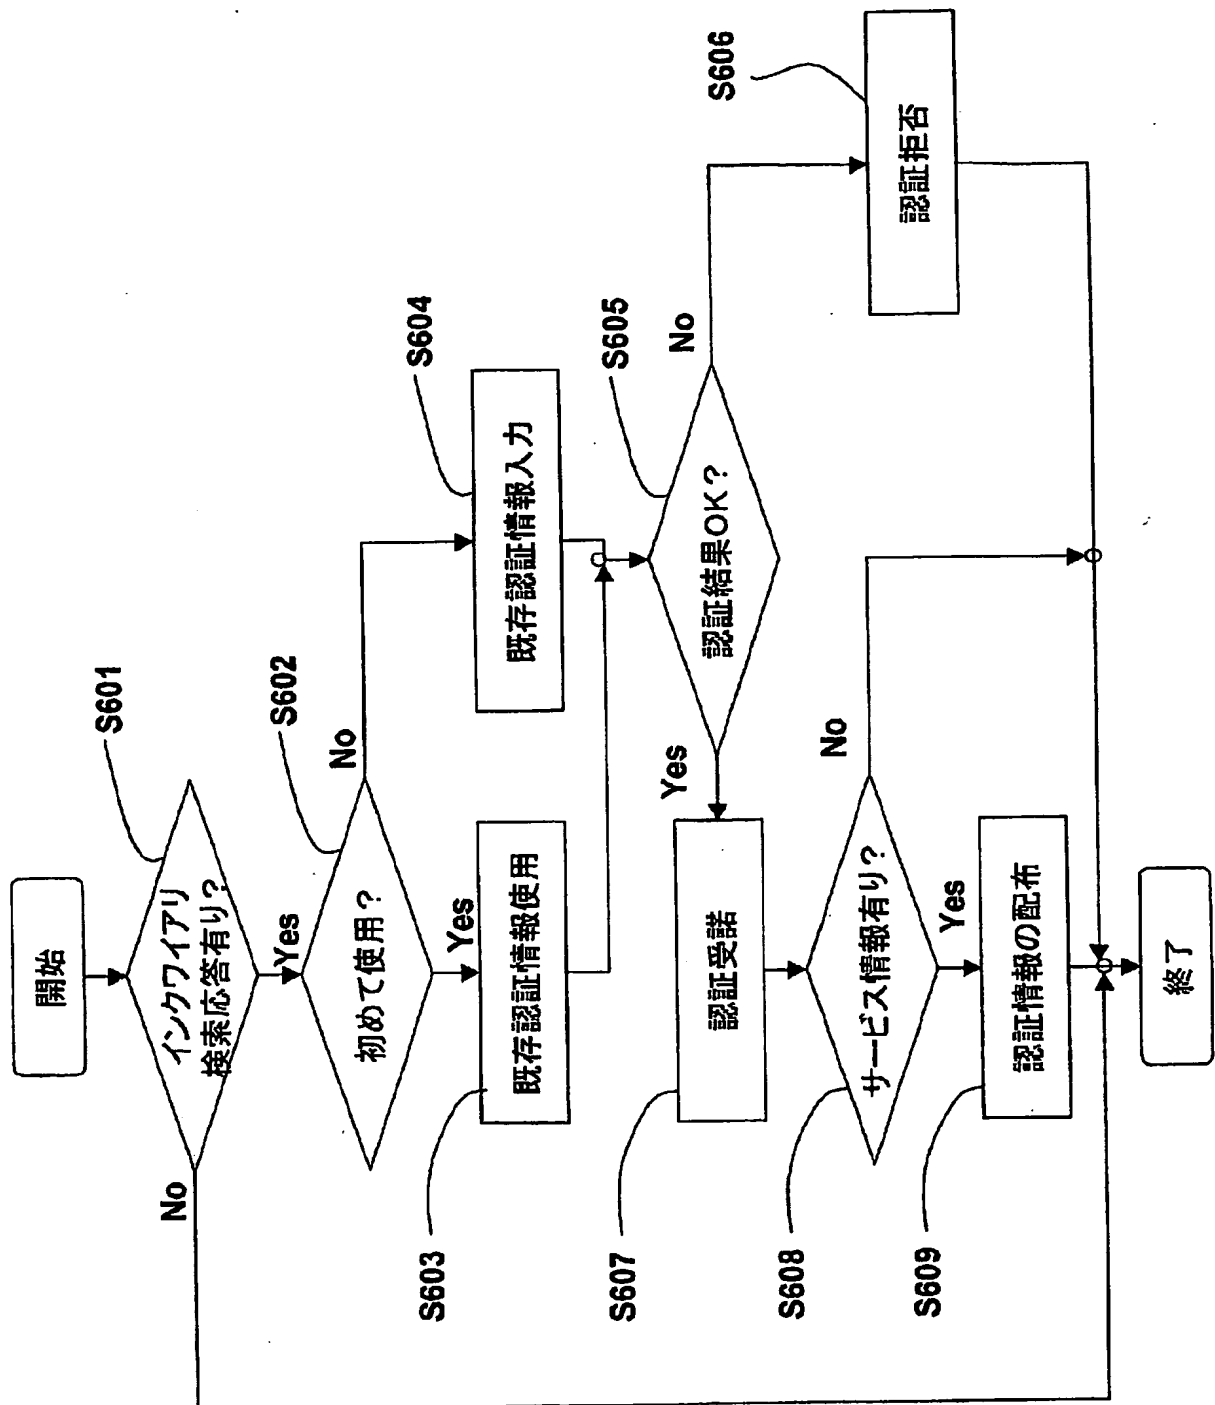 開始
インクワイアリ
検索応答有り？
S601
No
Yes
初めて使用？
S602
No
Yes
既存認証情報使用
S603
既存認証情報入力
S604
認証結果OK？
S605
No
Yes
認証拒否
S606
認証受諾
S607
サービス情報有り？
S608
No
Yes
認証情報の配布
S609
終了